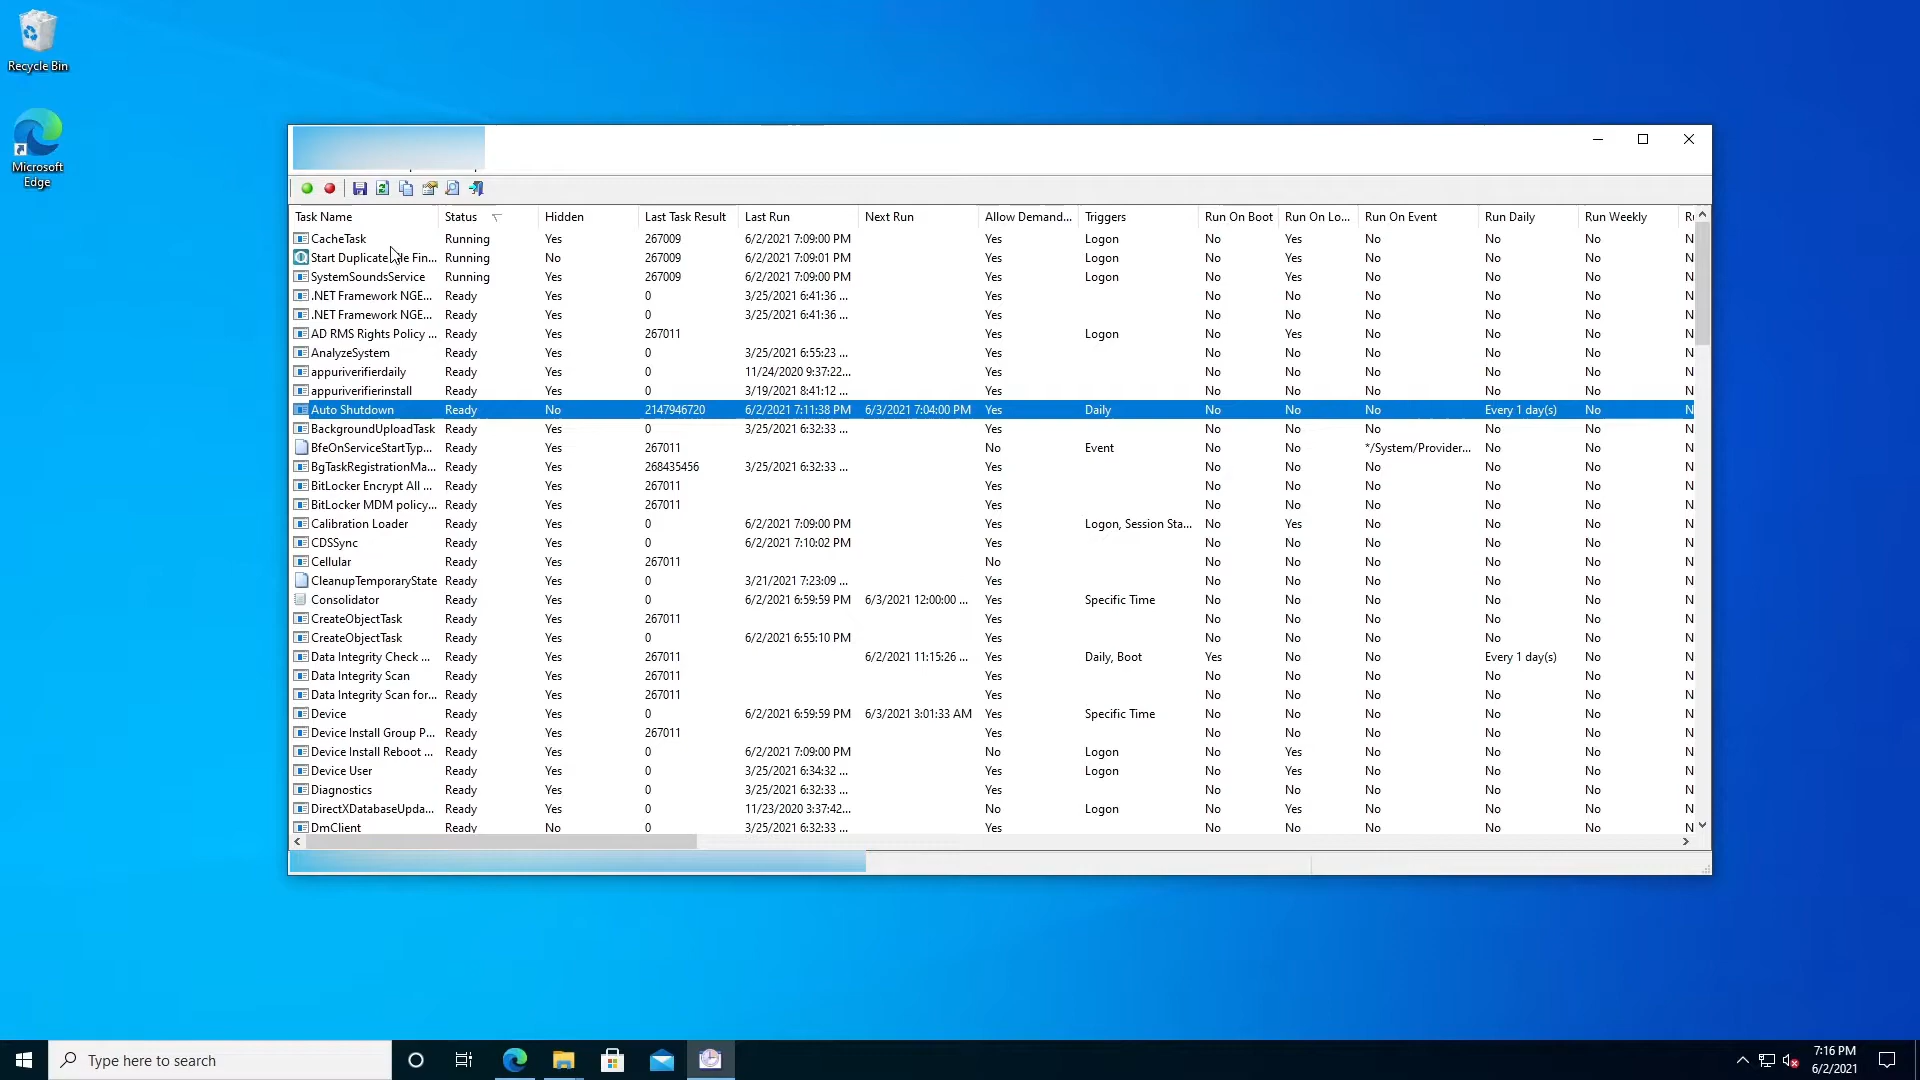 Recycle Bin
Microsoft
Edge
Task Name Status Hidden Last Task Result Last Run Next Run Allow Demand... Triggers Run On Boot Run On Lo... Run On Event Run Daily Run Weekly
CacheTask Running Yes 267009 6/2/2021 7:09:00 PM Yes Logon No Yes No No No N
Start Duplicate Fin... Running No 267009 6/2/2021 7:09:01 PM Yes Logon No Yes No No No N
SystemSoundsService Running Yes 267009 6/2/2021 7:09:00 PM Yes Logon No Yes No No No N
.NET Framework NGE... Ready Yes 0 3/25/2021 6:41:36 ... Yes No No No No No N
.NET Framework NGE... Ready Yes 0 3/25/2021 6:41:36 ... Yes No No No No No N
AD RMS Rights Policy ... Ready Yes 267011 Yes Logon No Yes No No No N
AnalyzeSystem Ready Yes 0 3/25/2021 6:55:23 ... Yes No No No No No N
appuriverifierdaily Ready Yes 0 11/24/2020 9:37:22... Yes No No No No No N
appuriverifierinstall Ready Yes 0 3/19/2021 8:41:12 ... Yes No No No No No N
Auto Shutdown Ready No 2147946720 6/2/2021 7:11:38 PM 6/3/2021 7:04:00 PM Yes Daily No No No Every 1 day(s) No N
BackgroundUploadTask Ready Yes 0 3/25/2021 6:32:33 ... Yes No No No No No N
BfeOnServiceStartTyp... Ready Yes 267011 No Event No No */System/Provider... No No N
BgTaskRegistrationMa... Ready Yes 268435456 3/25/2021 6:32:33 ... Yes No No No No No N
BitLocker Encrypt All ... Ready Yes 267011 Yes No No No No No N
BitLocker MDM policy... Ready Yes 267011 Yes No No No No No N
Calibration Loader Ready Yes 0 6/2/2021 7:09:00 PM Yes Logon, Session Sta... No Yes No No No N
CDSSync Ready Yes 0 6/2/2021 7:10:02 PM Yes No No No No No N
Cellular Ready Yes 267011 No No No No No No N
CleanupTemporaryState Ready Yes 0 3/21/2021 7:23:09 ... Yes No No No No No N
Consolidator Ready Yes 0 6/2/2021 6:59:59 PM 6/3/2021 12:00:00 ... Yes Specific Time No No No No No N
CreateObjectTask Ready Yes 267011 Yes No No No No No N
CreateObjectTask Ready Yes 0 6/2/2021 6:55:10 PM Yes No No No No No N
Data Integrity Check ... Ready Yes 267011 6/2/2021 11:15:26 ... Yes Daily, Boot Yes No No Every 1 day(s) No N
Data Integrity Scan Ready Yes 267011 Yes No No No No No N
Data Integrity Scan for... Ready Yes 267011 Yes No No No No No N
Device Ready Yes 0 6/2/2021 6:59:59 PM 6/3/2021 3:01:33 AM Yes Specific Time No No No No No N
Device Install Group P... Ready Yes 267011 Yes No No No No No N
Device Install Reboot ... Ready Yes 0 6/2/2021 7:09:00 PM No Logon No Yes No No No N
Device User Ready Yes 0 3/25/2021 6:34:32 ... Yes Logon No Yes No No No N
Diagnostics Ready Yes 0 3/25/2021 6:32:33 ... Yes No No No No No N
DirectXDatabaseUpda... Ready Yes 0 11/23/2020 3:37:42... No Logon No Yes No No No N
DmClient Ready No 0 3/25/2021 6:32:33 ... Yes No No No No No N
Type here to search
7:16 PM
6/2/2021